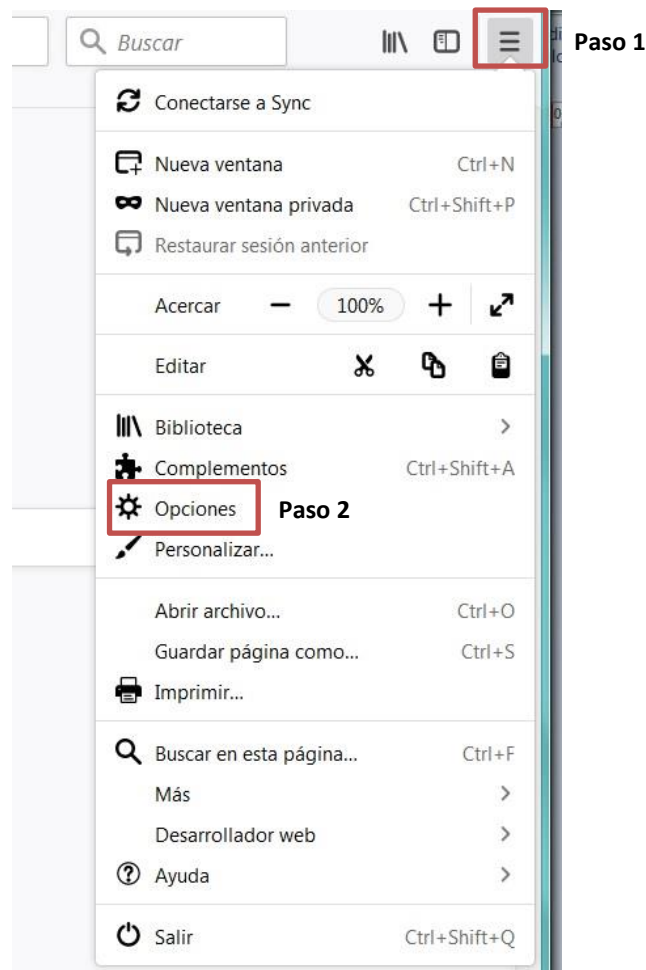 Buscar
Paso 1
Conectarse a Sync
Nueva ventana Ctrl+N
Nueva ventana privada Ctrl+Shift+P
Restaurar sesión anterior
Acercar 100%
Editar
Biblioteca
Complementos Ctrl+Shift+A
Opciones Paso 2
Personalizar...
Abrir archivo... Ctrl+O
Guardar página como... Ctrl+S
Imprimir...
Buscar en esta página... Ctrl+F
Más
Desarrollador web
Ayuda
Salir Ctrl+Shift+Q